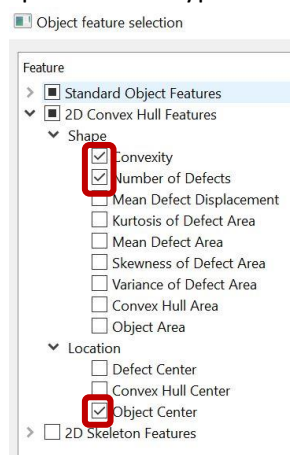 Object feature selection
Feature
Standard Object Features
2D Convex Hull Features
Shape
Convexity
Number of Defects
Mean Defect Displacement
Kurtosis of Defect Area
Mean Defect Area
Skewness of Defect Area
Variance of Defect Area
Convex Hull Area
Object Area
Location
Defect Center
Convex Hull Center
Object Center
2D Skeleton Features